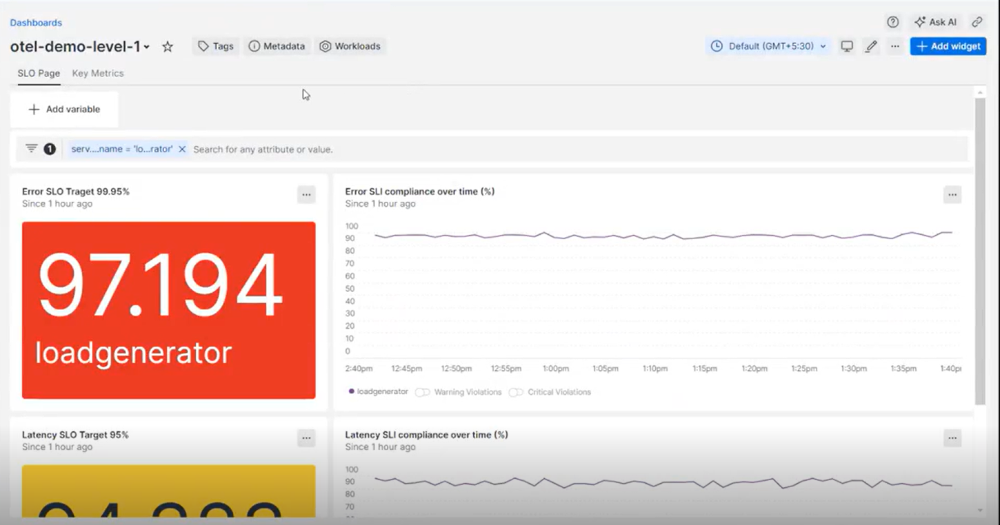 Dashboards
Ask AI
otel-demo-level-1
Tags
Metadata
Workloads
Default (GMT+5:30)
Add widget
SLO Page
Key Metrics
Add variable
1
serv....name = 'lo...rator'
Search for any attribute or value.
Error SLO Traget 99.95%
Since 1 hour ago
97.194
loadgenerator
Error SLI compliance over time (%)
Since 1 hour ago
100
90
80
70
60
50
40
30
20
10
0
2:40pm 12:45pm 12:50pm 12:55pm 1:00pm 1:05pm 1:10pm 1:15pm 1:20pm 1:25pm 1:30pm 1:35pm 1:40p
loadgenerator Warning Violations Critical Violations
Latency SLO Target 95%
Since 1 hour ago
Latency SLI compliance over time (%)
Since 1 hour ago
100
90
80
70